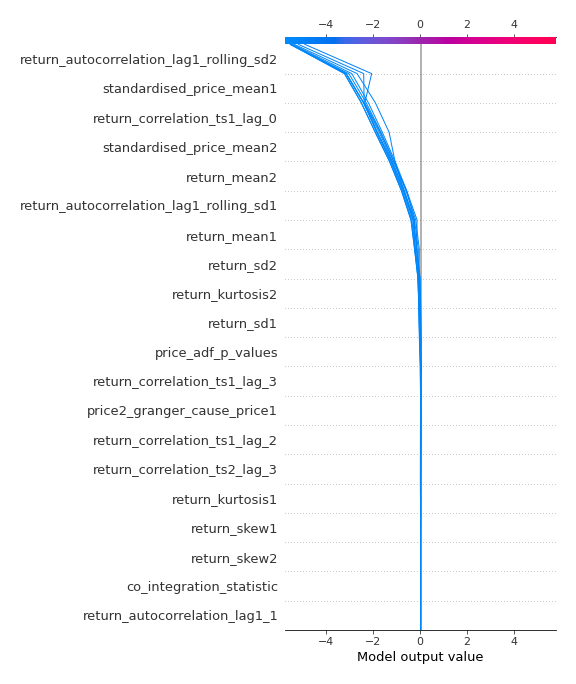 −4 −2 0 2 4
return_autocorrelation_lag1_rolling_sd2
standardised_price_mean1
return_correlation_ts1_lag_0
standardised_price_mean2
return_mean2
return_autocorrelation_lag1_rolling_sd1
return_mean1
return_sd2
return_kurtosis2
return_sd1
price_adf_p_values
return_correlation_ts1_lag_3
price2_granger_cause_price1
return_correlation_ts1_lag_2
return_correlation_ts2_lag_3
return_kurtosis1
return_skew1
return_skew2
co_integration_statistic
return_autocorrelation_lag1_1
−4 −2 0 2 4
Model output value